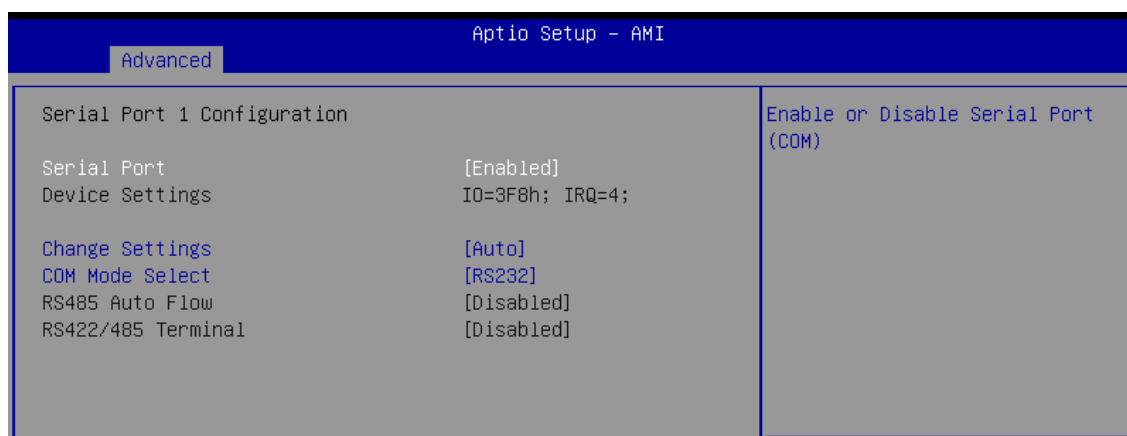 Aptio Setup – AMI
Advanced
Serial Port 1 Configuration
Serial Port [Enabled]
Device Settings IO=3F8h; IRQ=4;
Change Settings [Auto]
COM Mode Select [RS232]
RS485 Auto Flow [Disabled]
RS422/485 Terminal [Disabled]
Enable or Disable Serial Port
(COM)